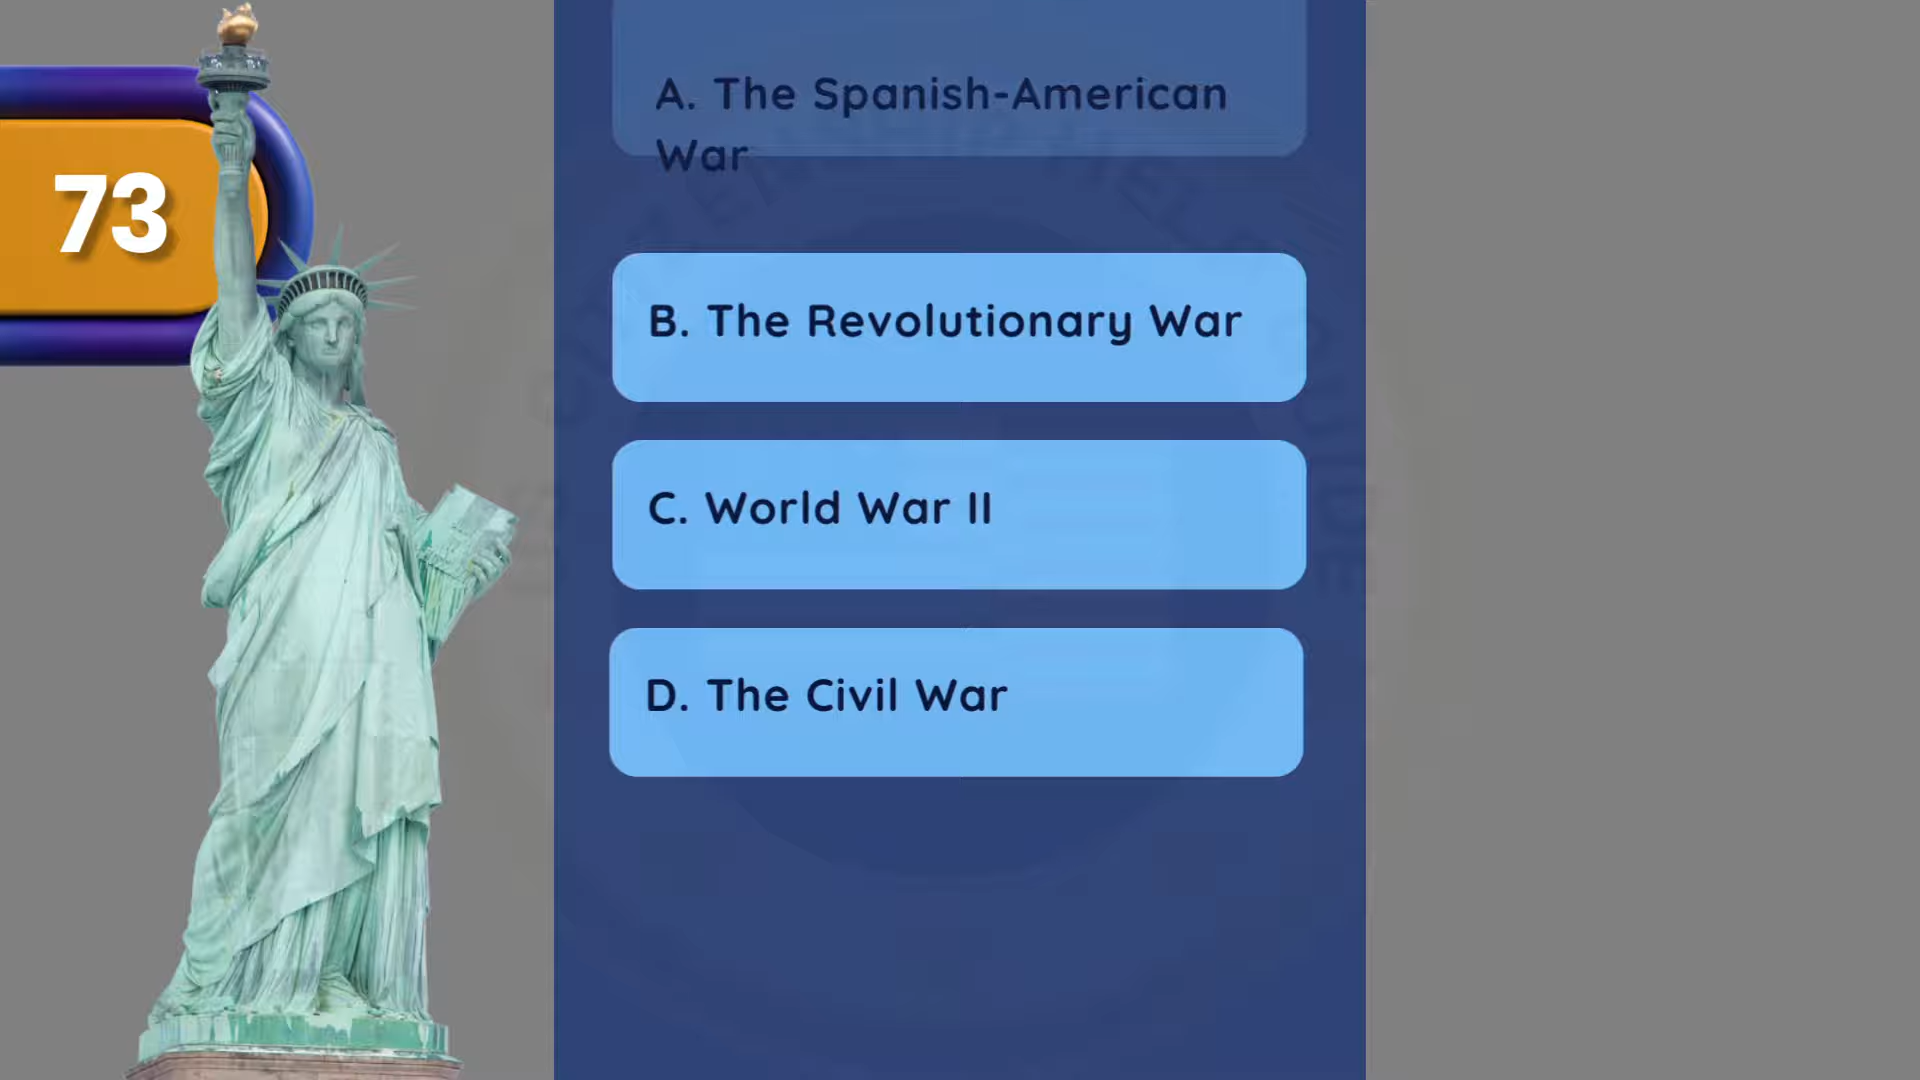 73
A. The Spanish-American
War
B. The Revolutionary War
C. World War II
D. The Civil War